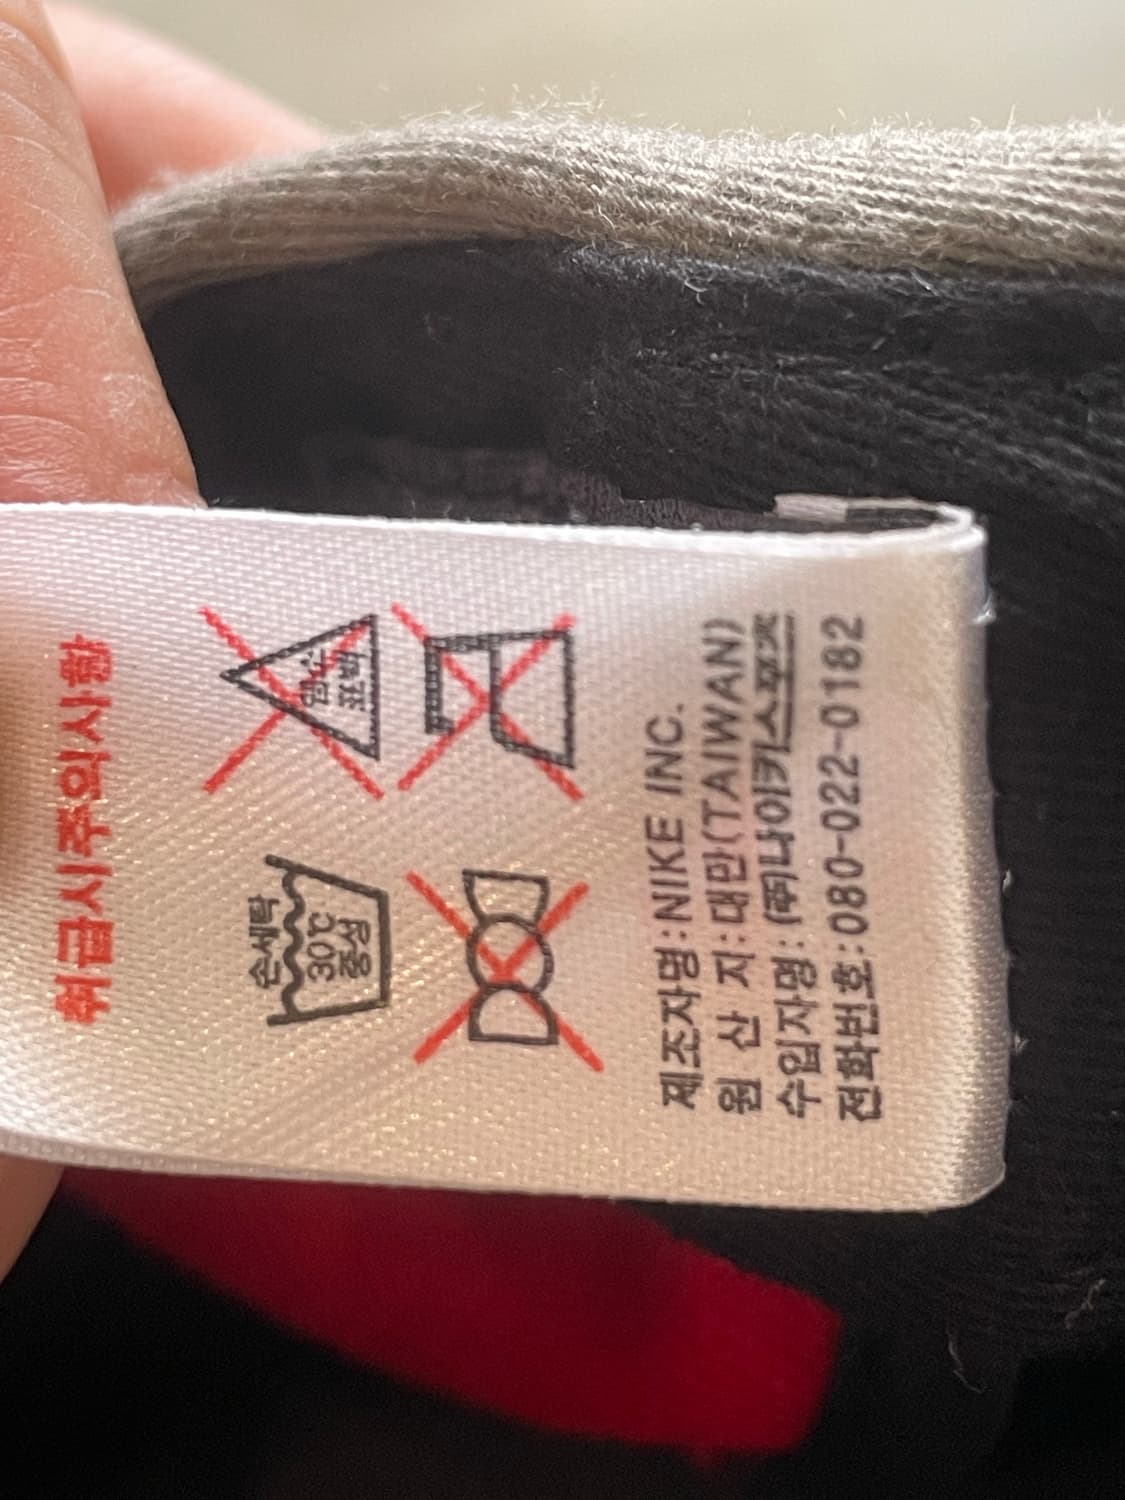 취급시주의사항
염소
표백
손세탁
30℃
중성
제조자명:NIKE INC.
원 산 지:대만(TAIWAN)
수입자명:(주)나이키스포츠
전화번호:080-022-0182